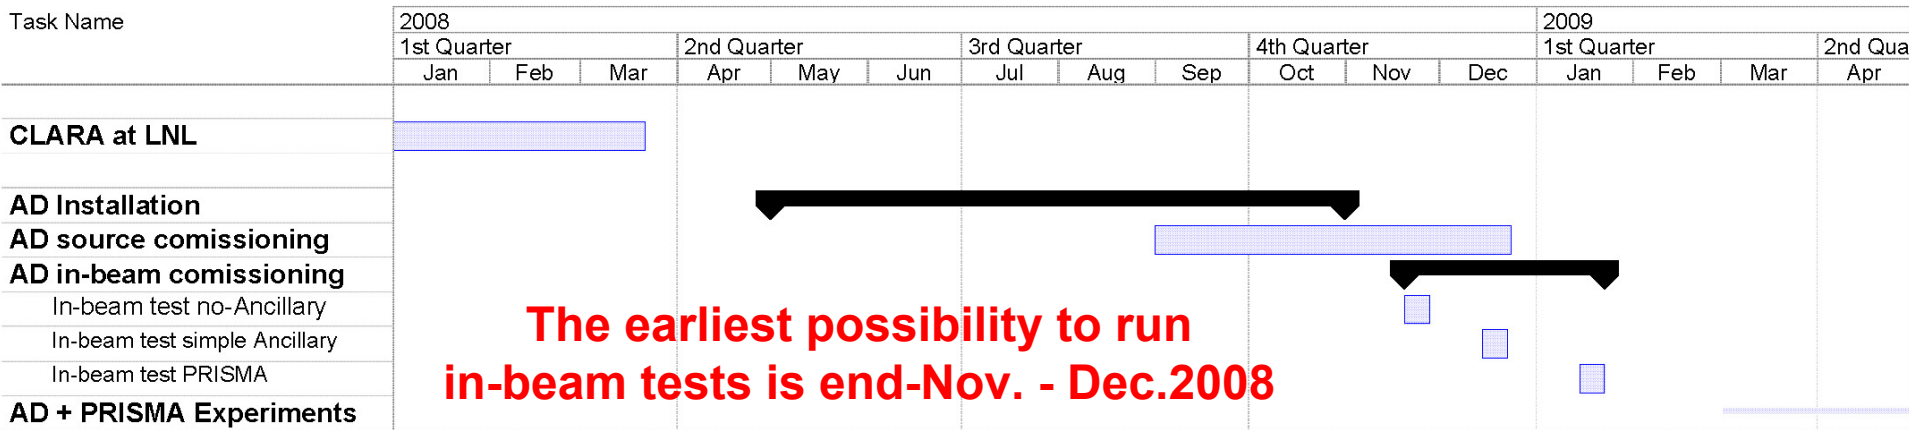 Task Name
2008 2009
1st Quarter 2nd Quarter 3rd Quarter 4th Quarter 1st Quarter 2nd Qua
Jan Feb Mar Apr May Jun Jul Aug Sep Oct Nov Dec Jan Feb Mar Apr
CLARA at LNL
AD Installation
AD source comissioning
AD in-beam comissioning
In-beam test no-Ancillary
In-beam test simple Ancillary
In-beam test PRISMA
AD + PRISMA Experiments
The earliest possibility to run
in-beam tests is end-Nov. - Dec.2008